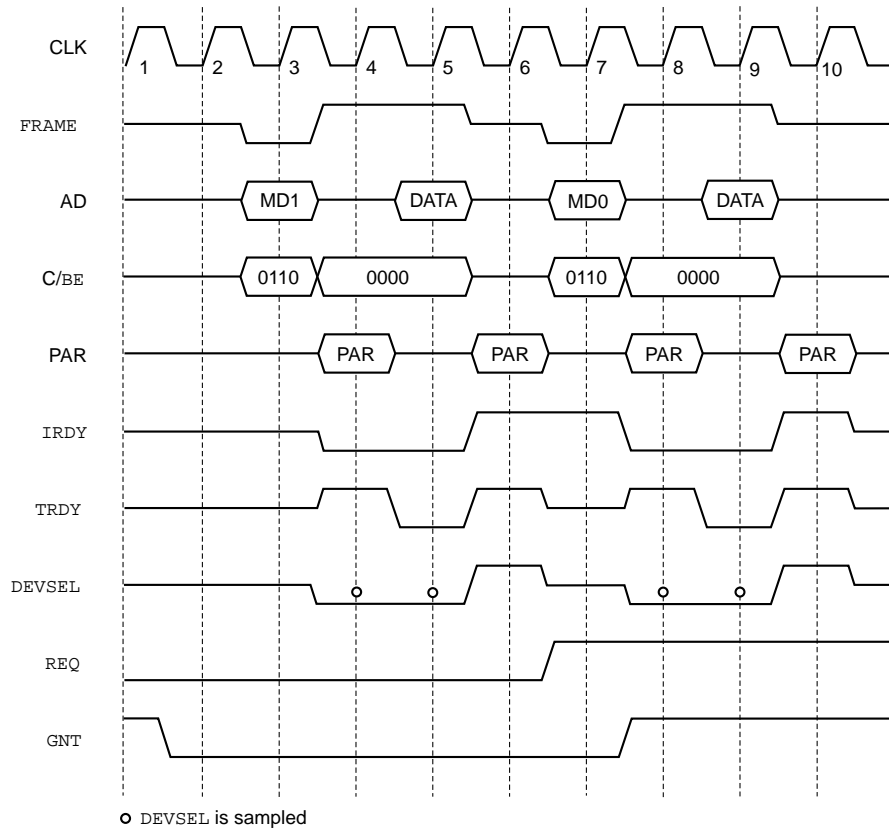 CLK
1 2 3 4 5 6 7 8 9 10
FRAME
AD MD1 DATA MD0 DATA
C/BE 0110 0000 0110 0000
PAR PAR PAR PAR PAR
IRDY
TRDY
DEVSEL
REQ
GNT
DEVSEL is sampled